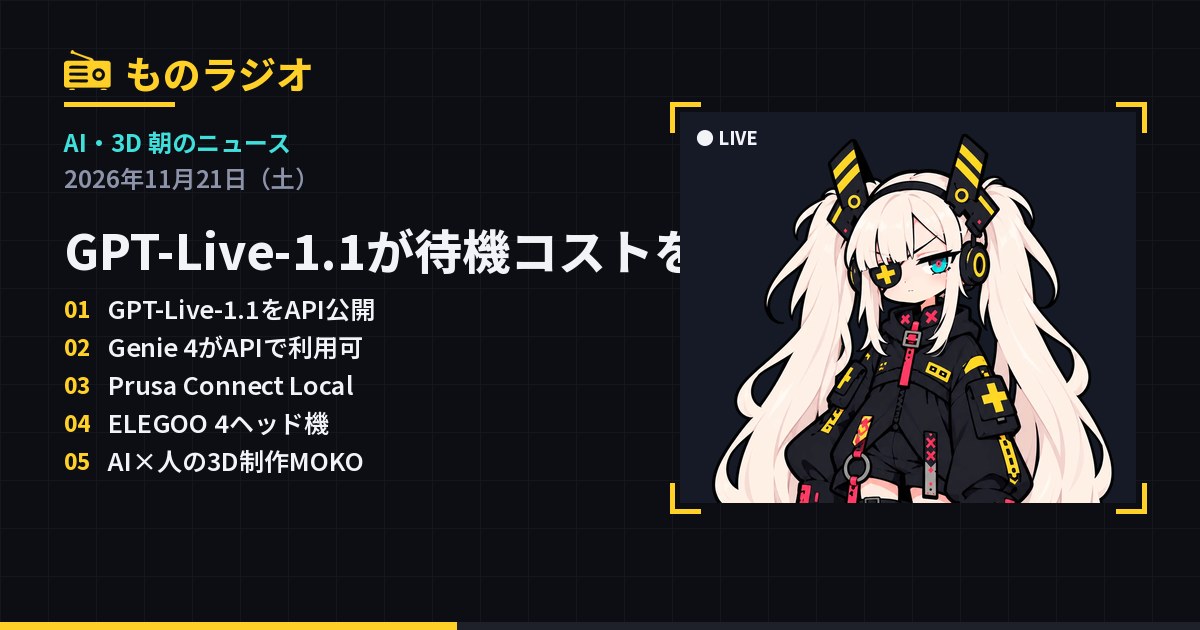 ものラジオ
AI・3D 朝のニュース
2026年11月21日（土）
GPT-Live-1.1が待機コストを
01 GPT-Live-1.1をAPI公開
02 Genie 4がAPIで利用可
03 Prusa Connect Local
04 ELEGOO 4ヘッド機
05 AI×人の3D制作MOKO
LIVE